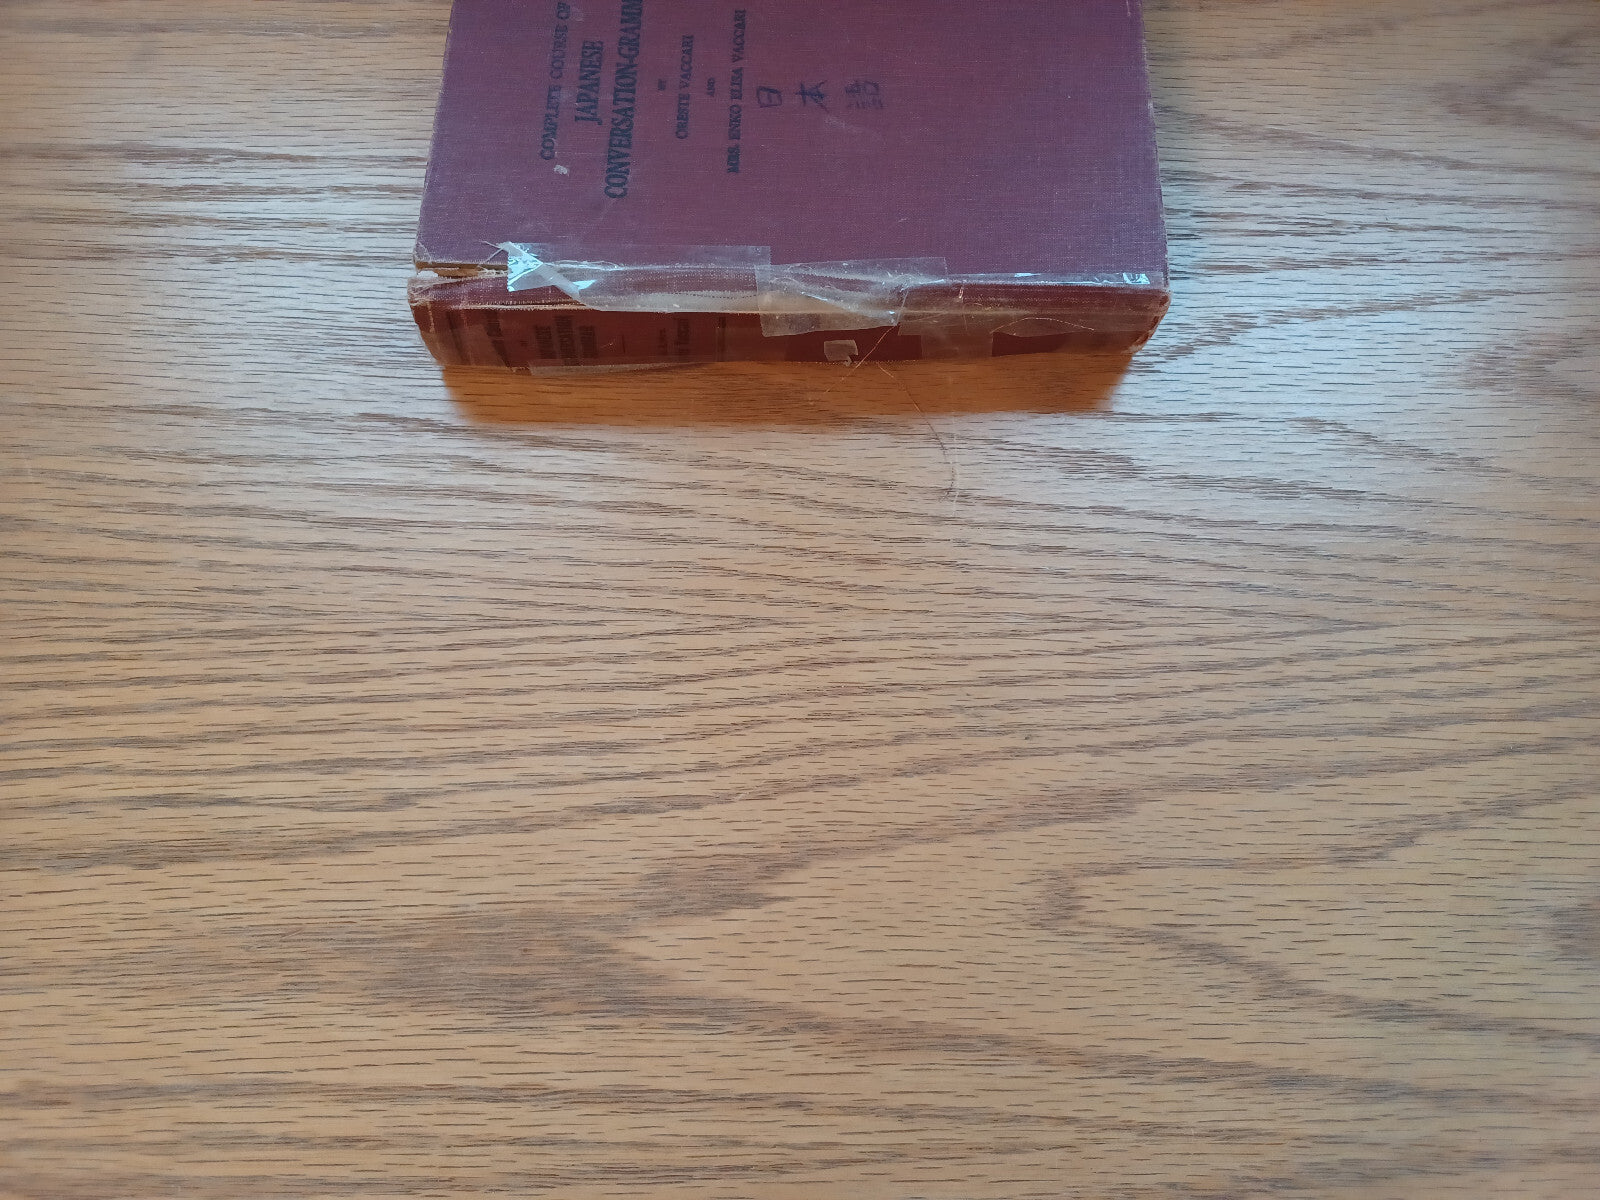 COMPLETE COURSE OF
JAPANESE
CONVERSATION-GRAMM
BY
ORESTE VACCARI
AND
MRS. ENKO ELISA VACCARI
日本語